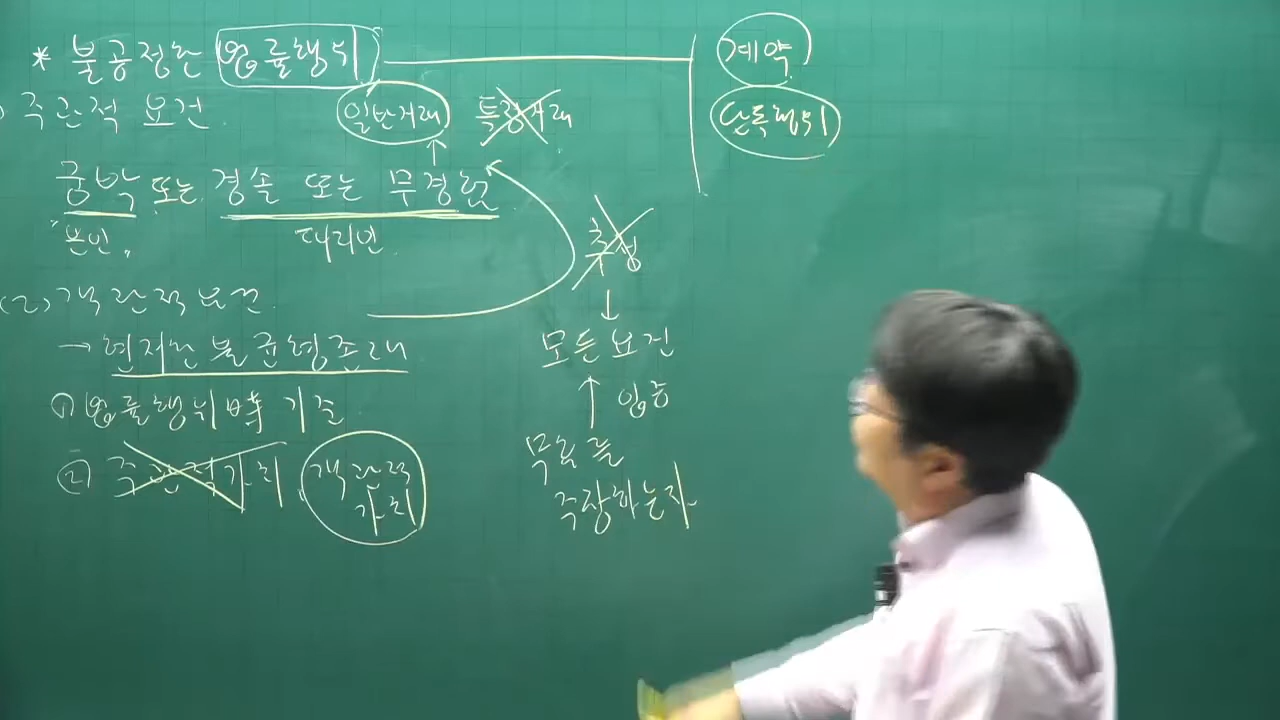 * 불공정한 법률행위
계약
단독행위
) 주관적 요건
일반거래 특정거래
궁박 또는 경솔 또는 무경험
본인 대리인
추정
(2) 객관적 요건
모든 요건
→ 현저한 불균형 존재
입증
① 법률행위時 기준
무효를
② 주관적 가치 객관적 가치
주장하는 자